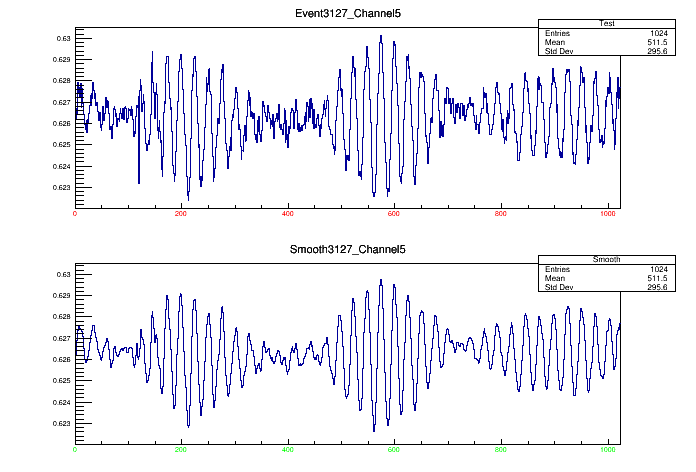 Event3127_Channel5
Test
Entries 1024
Mean 511.5
Std Dev 295.6
0.63
0.629
0.628
0.627
0.626
0.625
0.624
0.623
0 200 400 600 800 1000
Smooth3127_Channel5
Smooth
Entries 1024
Mean 511.5
Std Dev 295.6
0.63
0.629
0.628
0.627
0.626
0.625
0.624
0.623
0 200 400 600 800 1000